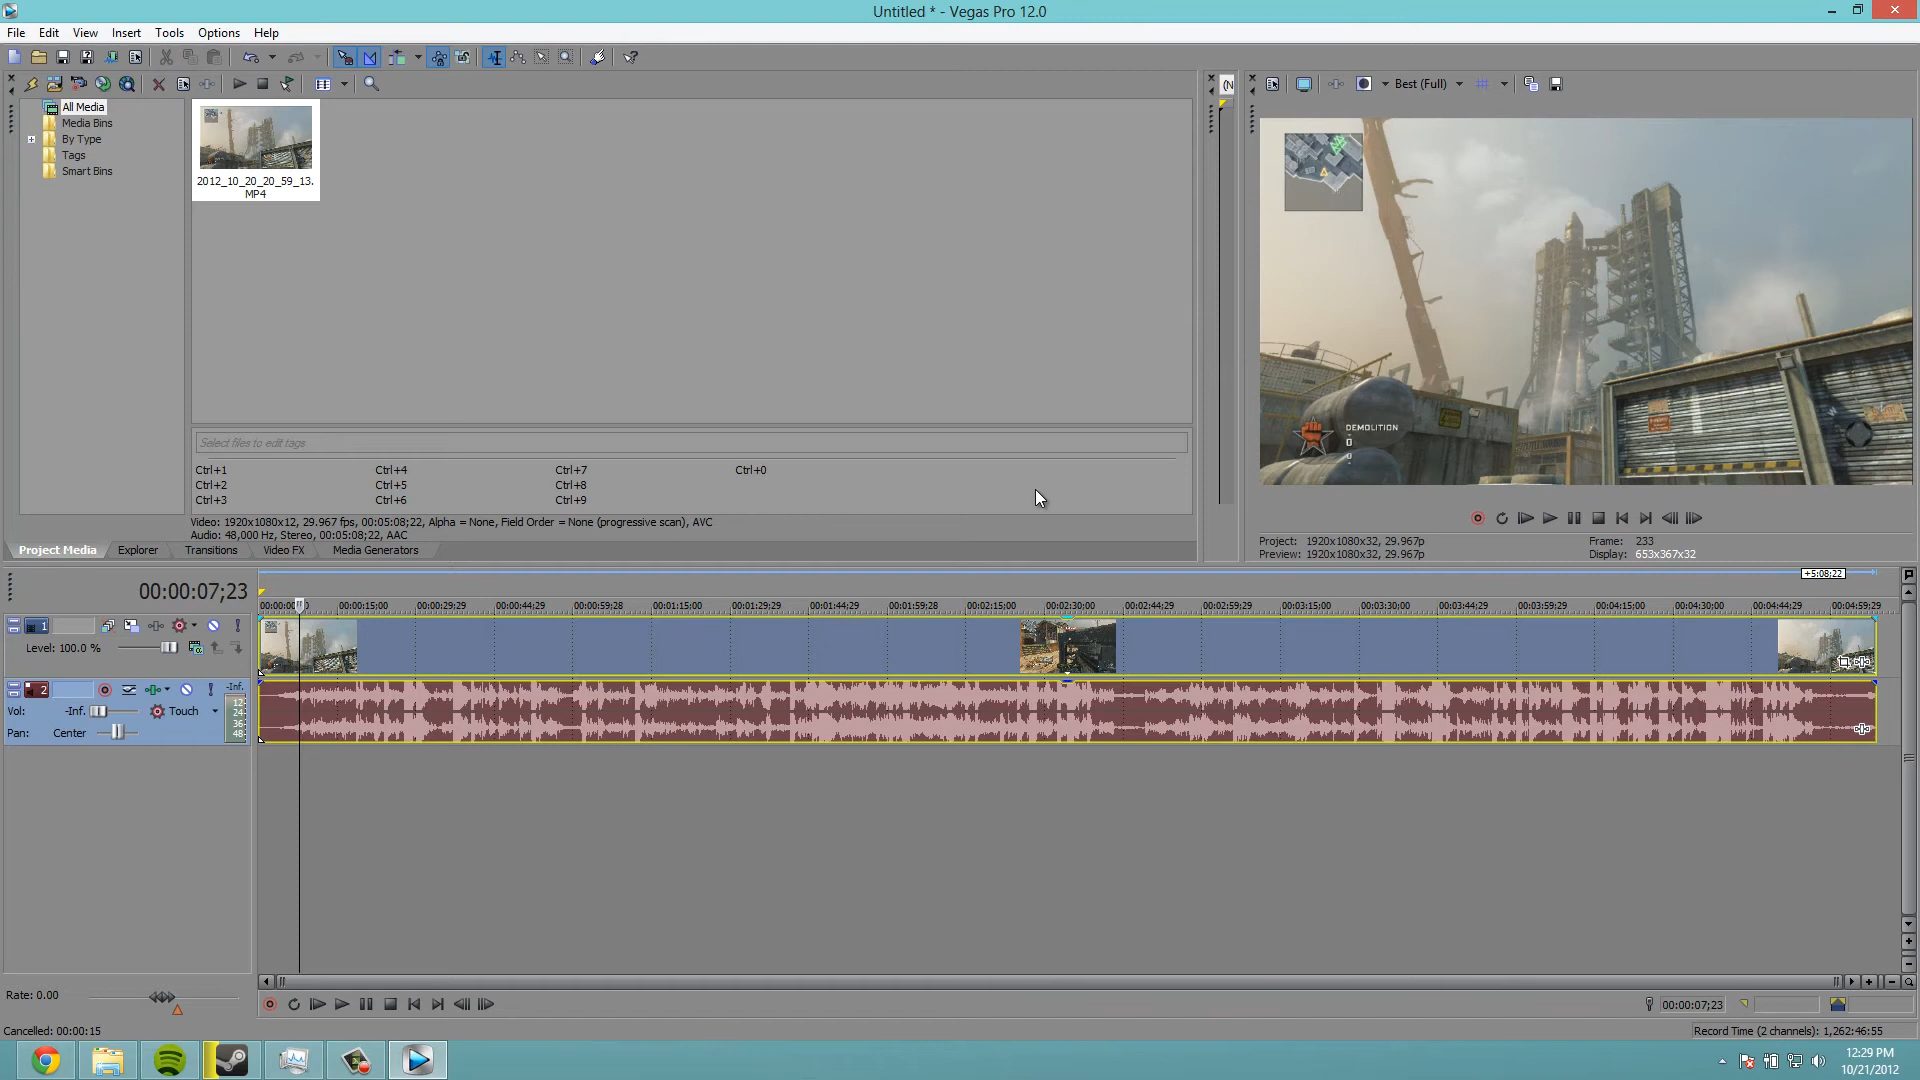 Untitled * - Vegas Pro 12.0
File Edit View Insert Tools Options Help
Best (Full)
All Media
Media Bins
By Type
Tags
Smart Bins
2012_10_20_20_59_13.
MP4
DEMOLITION
0
0
Select files to edit tags
Ctrl+1 Ctrl+4 Ctrl+7 Ctrl+0
Ctrl+2 Ctrl+5 Ctrl+8
Ctrl+3 Ctrl+6 Ctrl+9
Video: 1920x1080x12, 29.967 fps, 00:05:08;22, Alpha = None, Field Order = None (progressive scan), AVC
Audio: 48,000 Hz, Stereo, 00:05:08;22, AAC
Project Media Explorer Transitions Video FX Media Generators
Project: 1920x1080x32, 29.967p Frame: 233
Preview: 1920x1080x32, 29.967p Display: 653x367x32
+5:08;22
00:00:07;23
00:00:15;00 00:00:29;29 00:00:44;29 00:00:59;28 00:01:15;00 00:01:29;29 00:01:44;29 00:01:59;28 00:02:15;00 00:02:30;00 00:02:44;29 00:02:59;29 00:03:15;00 00:03:30;00 00:03:44;29 00:03:59;29 00:04:15;00 00:04:30;00 00:04:44;29 00:04:59;29
1
Level: 100.0 %
2
-Inf.
12
24
36
48
Vol: -Inf. Touch
Pan: Center
Rate: 0.00
00:00:07;23
Cancelled: 00:00:15
Record Time (2 channels): 1,262:46:55
12:29 PM
10/21/2012